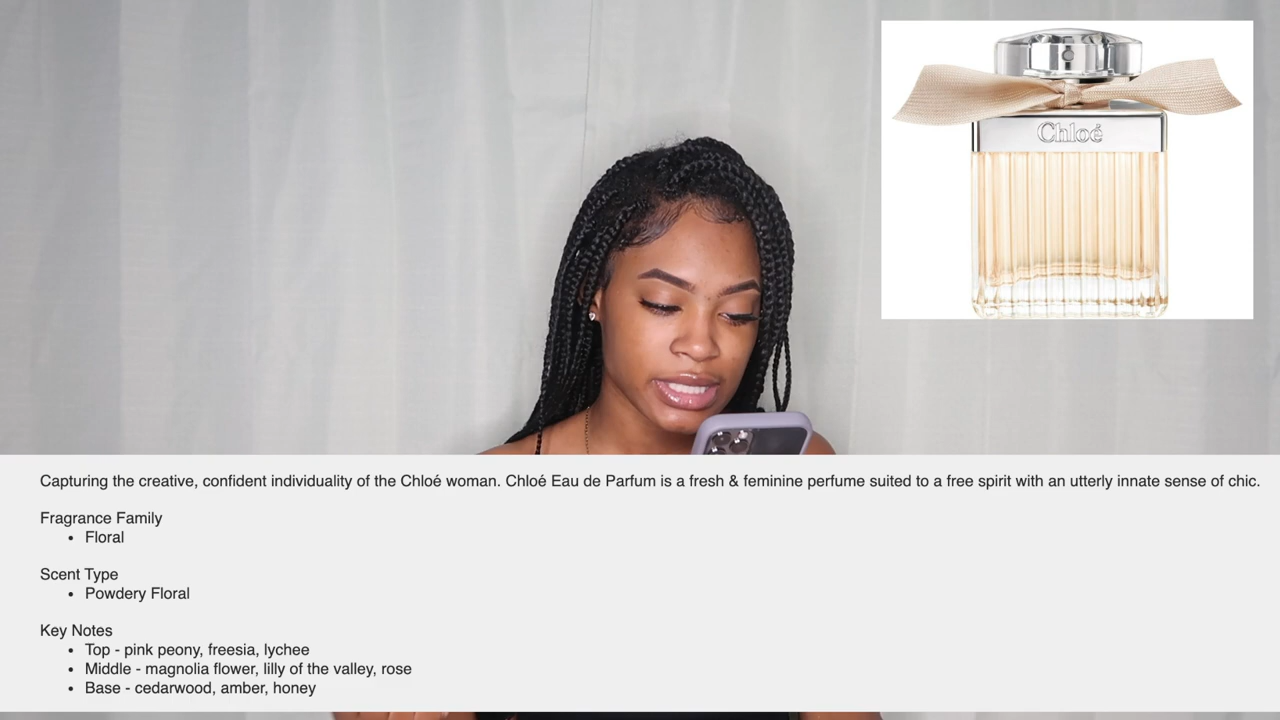 Chloé
Capturing the creative, confident individuality of the Chloé woman. Chloé Eau de Parfum is a fresh & feminine perfume suited to a free spirit with an utterly innate sense of chic.
Fragrance Family
• Floral
Scent Type
• Powdery Floral
Key Notes
• Top - pink peony, freesia, lychee
• Middle - magnolia flower, lilly of the valley, rose
• Base - cedarwood, amber, honey